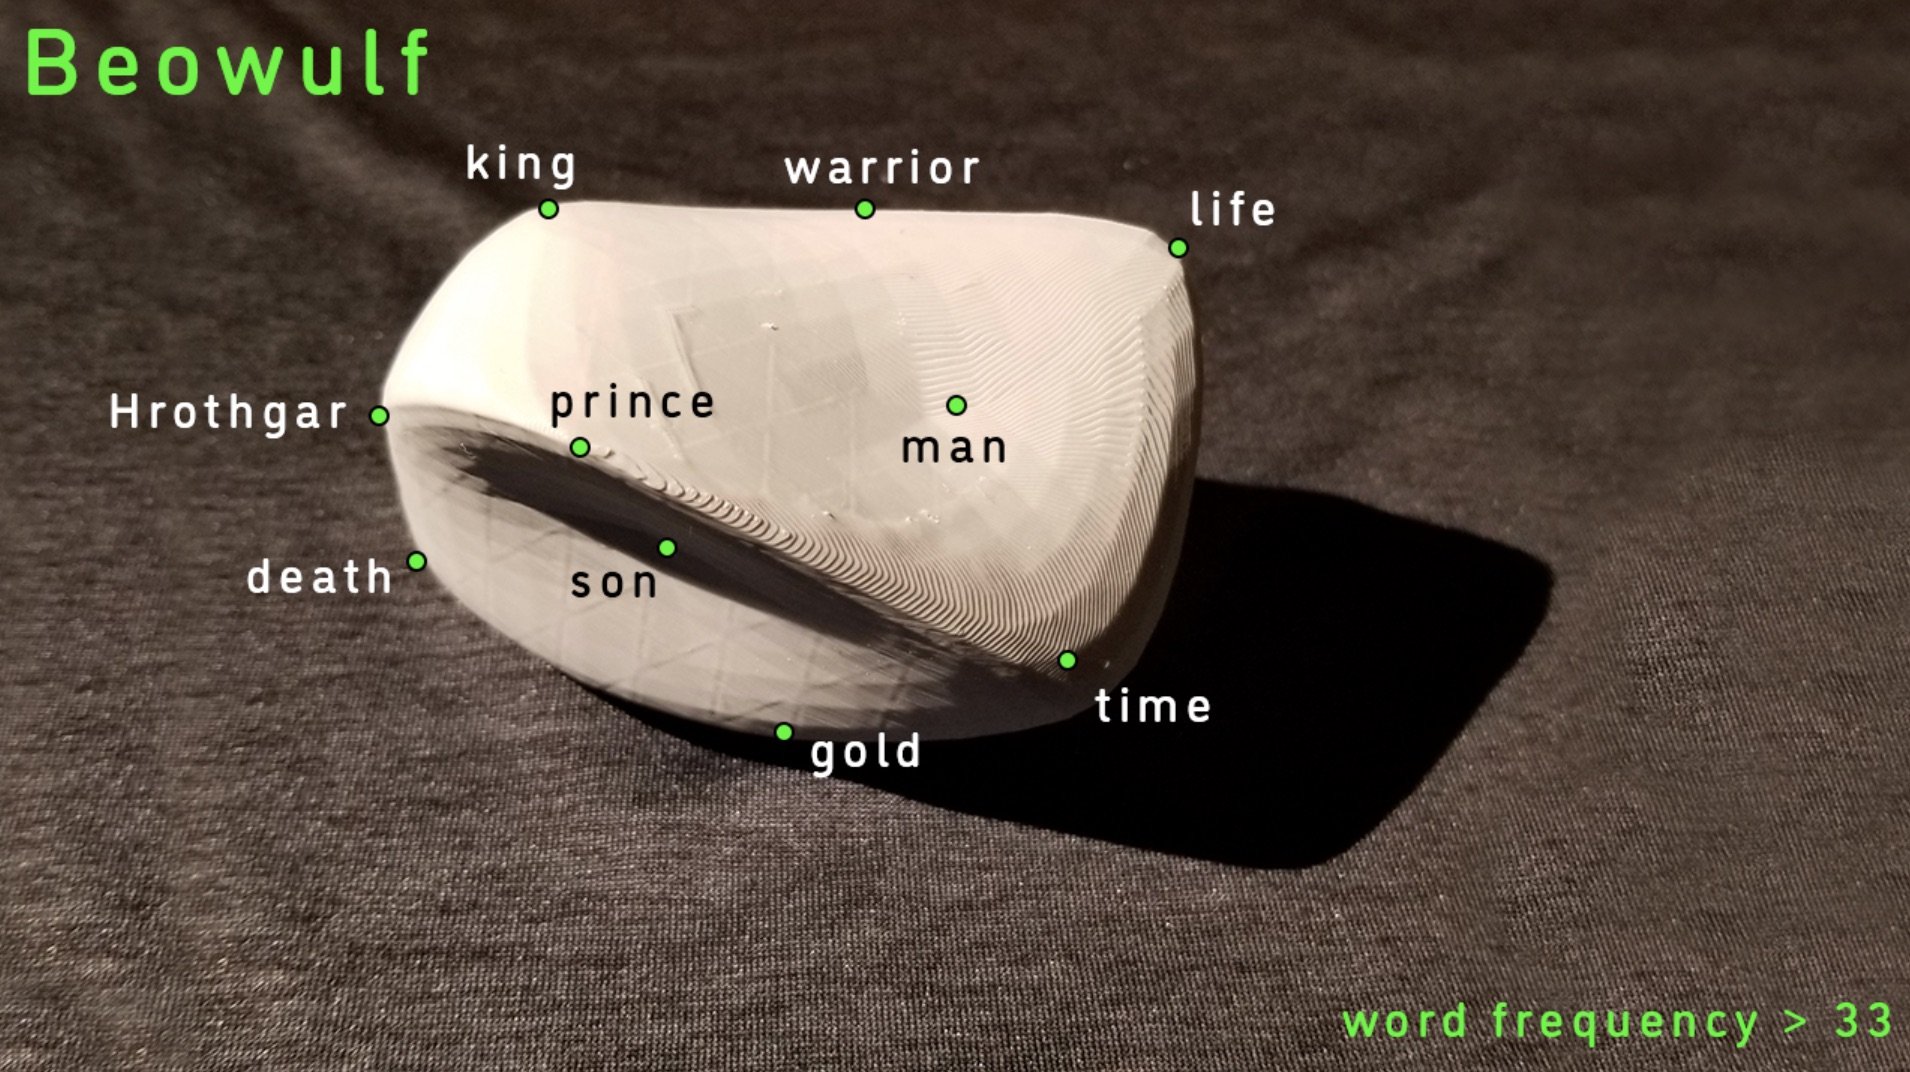 Beowulf
king
warrior
life
Hrothgar
prince
man
death
son
time
gold
word frequency > 33